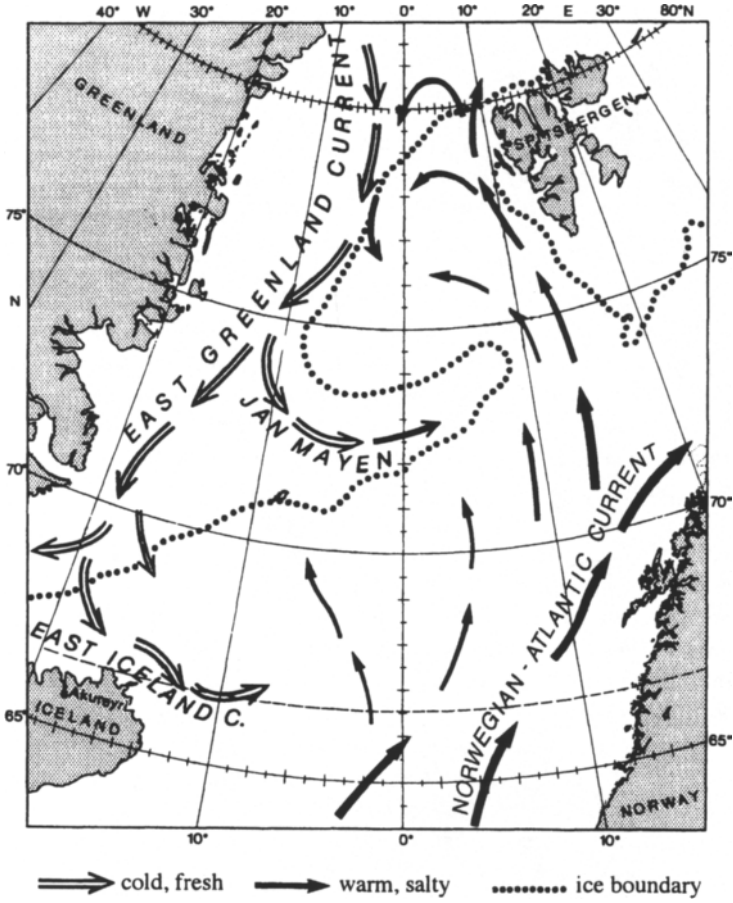 40° W 30° 20° 10° 0° 10° 20° E 30° 80°N
GREENLAND
EAST GREENLAND CURRENT
SPITSBERGEN
75°
N
75°
JAN MAYEN
70°
70°
NORWEGIAN-ATLANTIC CURRENT
EAST ICELAND C.
Akureyri
ICELAND
65°
65°
NORWAY
10° 0° 10°
cold, fresh warm, salty ice boundary